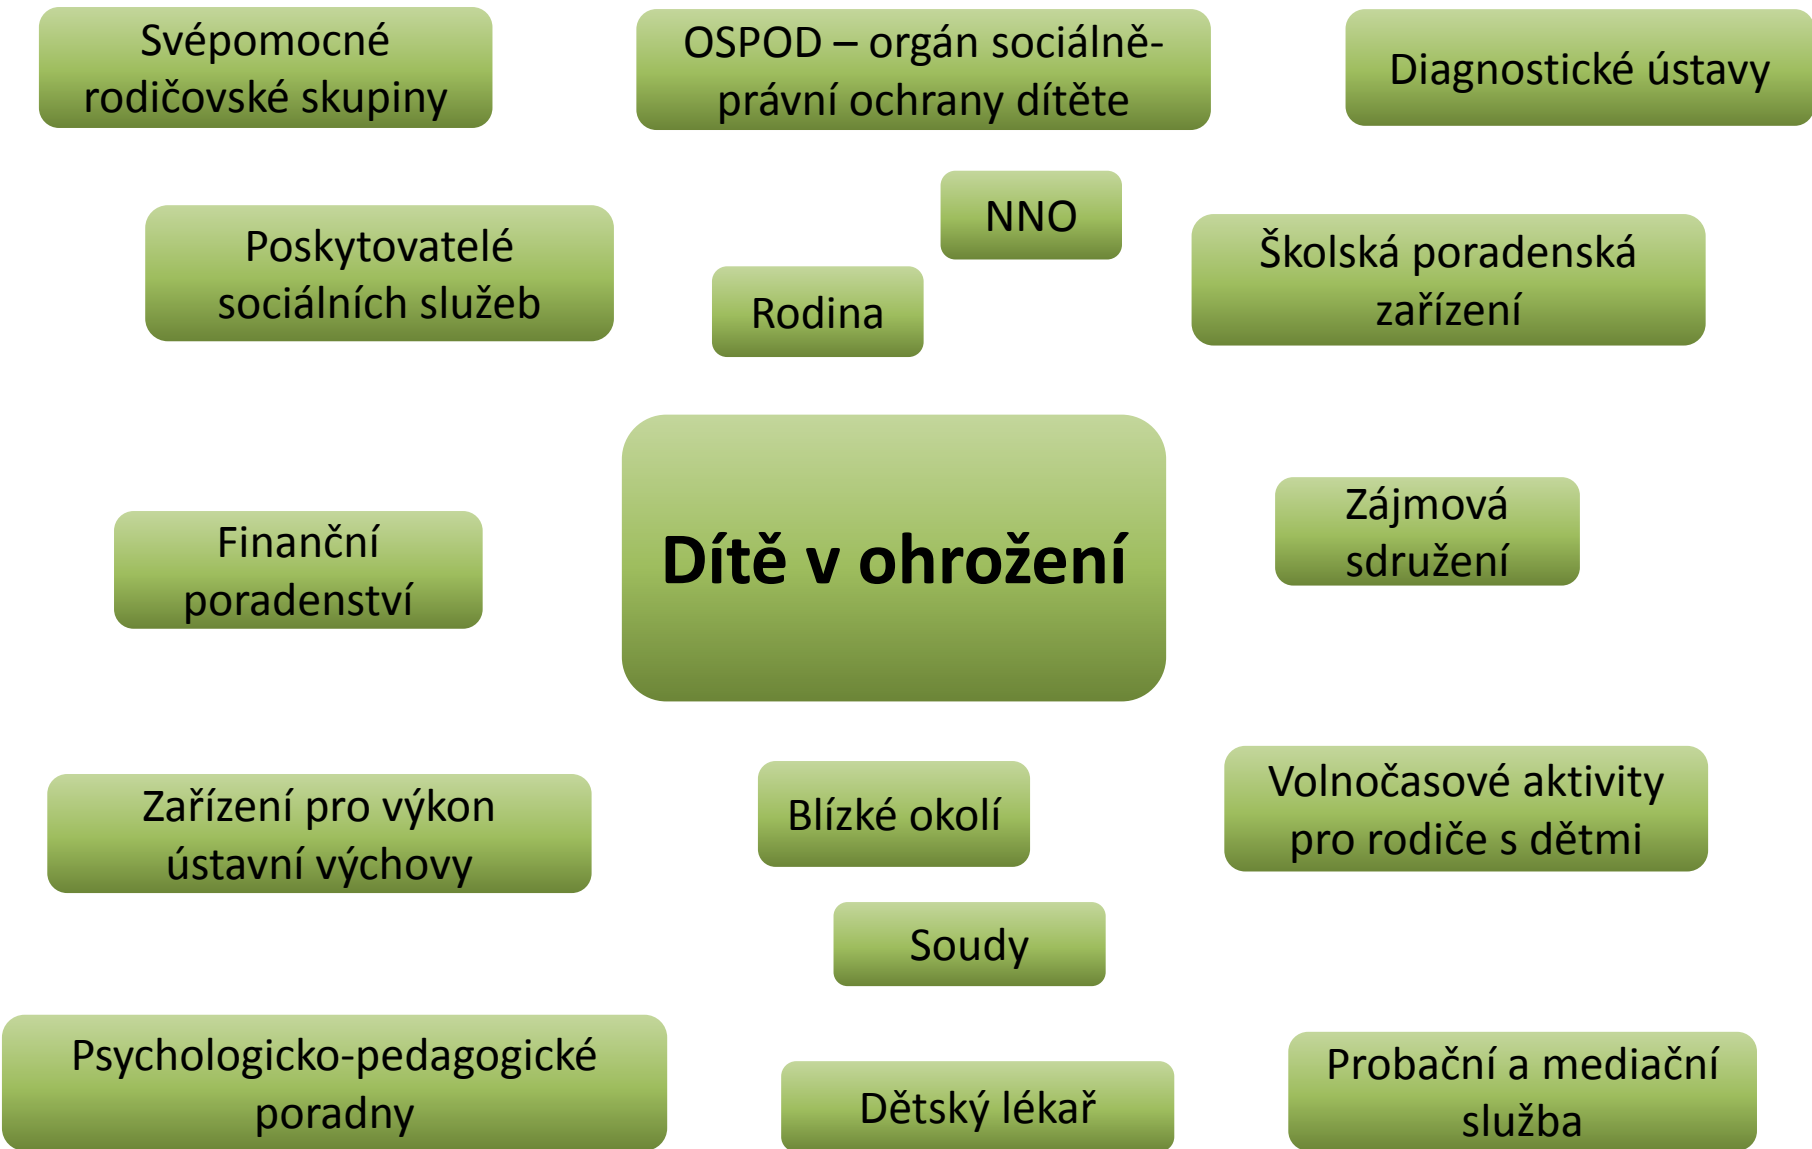 Svépomocné
rodičovské skupiny
OSPOD – orgán sociálně-
právní ochrany dítěte
Diagnostické ústavy
NNO
Poskytovatelé
sociálních služeb
Školská poradenská
zařízení
Rodina
Dítě v ohrožení
Zájmová
sdružení
Finanční
poradenství
Zařízení pro výkon
ústavní výchovy
Blízké okolí
Volnočasové aktivity
pro rodiče s dětmi
Soudy
Psychologicko-pedagogické
poradny
Dětský lékař
Probační a mediační
služba